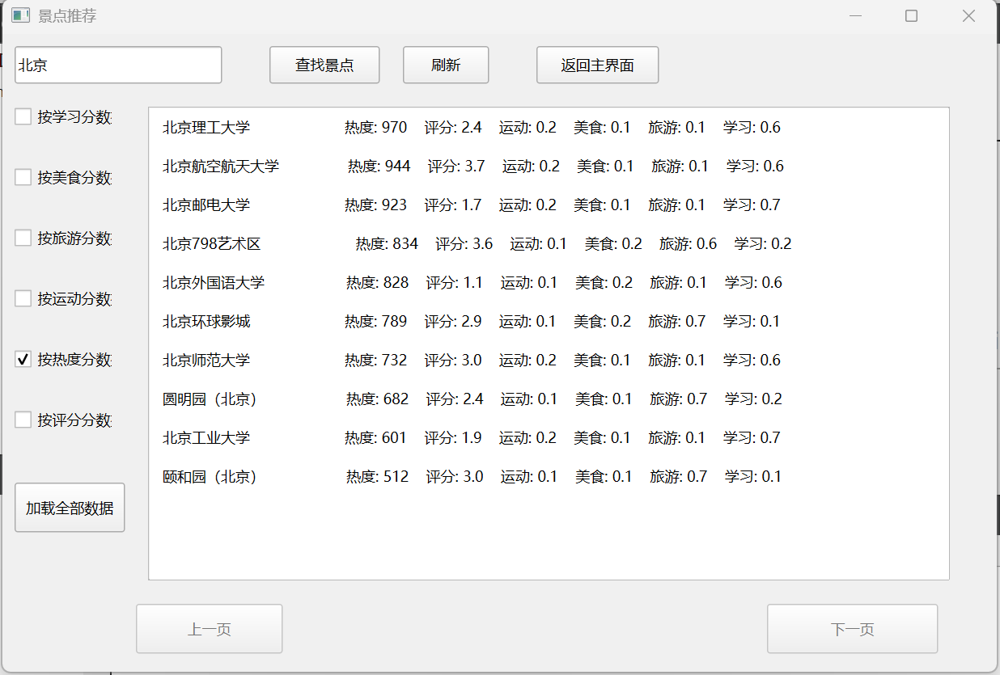 景点推荐
北京 查找景点 刷新 返回主界面
按学习分数
按美食分数
按旅游分数
按运动分数
按热度分数
按评分分数
加载全部数据
北京理工大学 热度: 970 评分: 2.4 运动: 0.2 美食: 0.1 旅游: 0.1 学习: 0.6
北京航空航天大学 热度: 944 评分: 3.7 运动: 0.2 美食: 0.1 旅游: 0.1 学习: 0.6
北京邮电大学 热度: 923 评分: 1.7 运动: 0.2 美食: 0.1 旅游: 0.1 学习: 0.7
北京798艺术区 热度: 834 评分: 3.6 运动: 0.1 美食: 0.2 旅游: 0.6 学习: 0.2
北京外国语大学 热度: 828 评分: 1.1 运动: 0.1 美食: 0.2 旅游: 0.1 学习: 0.6
北京环球影城 热度: 789 评分: 2.9 运动: 0.1 美食: 0.2 旅游: 0.7 学习: 0.1
北京师范大学 热度: 732 评分: 3.0 运动: 0.2 美食: 0.1 旅游: 0.1 学习: 0.6
圆明园（北京） 热度: 682 评分: 2.4 运动: 0.1 美食: 0.1 旅游: 0.7 学习: 0.2
北京工业大学 热度: 601 评分: 1.9 运动: 0.2 美食: 0.1 旅游: 0.1 学习: 0.7
颐和园（北京） 热度: 512 评分: 3.0 运动: 0.1 美食: 0.1 旅游: 0.7 学习: 0.1
上一页 下一页